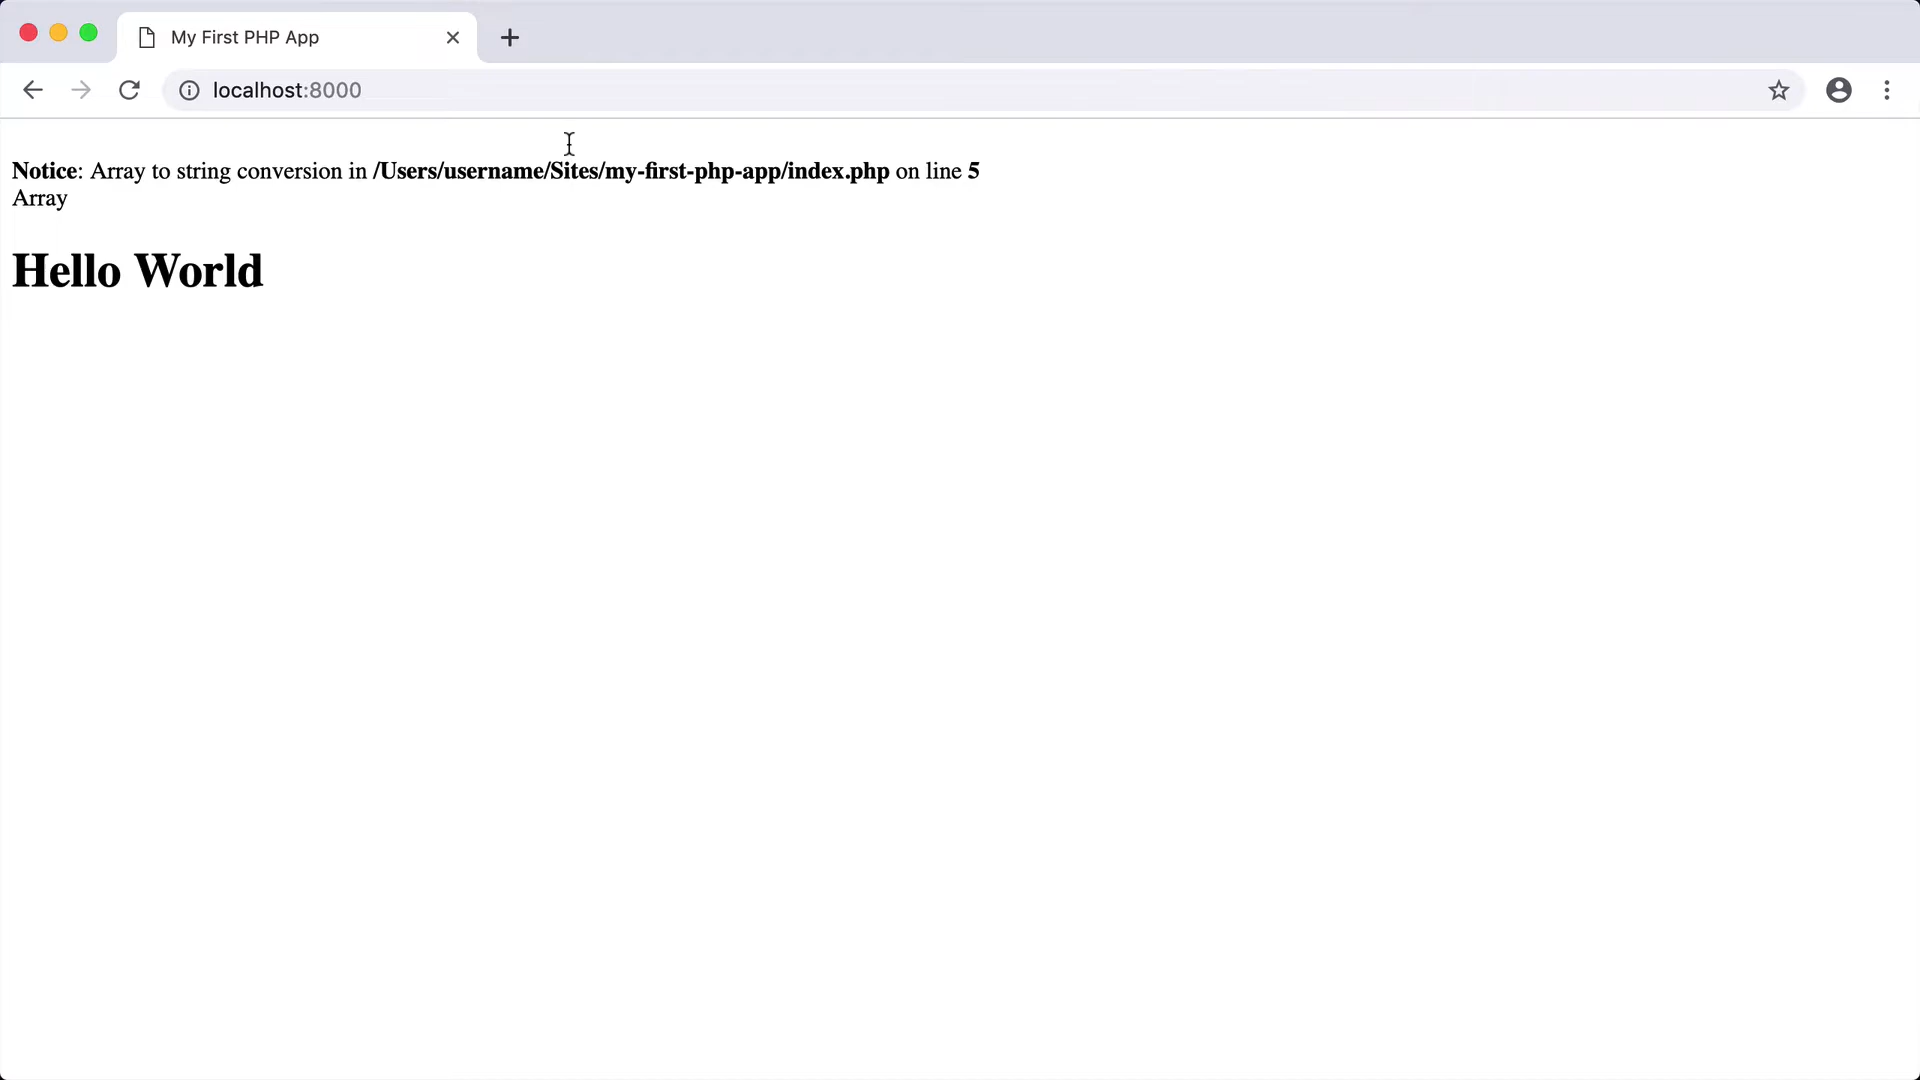 My First PHP App
localhost:8000
Notice: Array to string conversion in /Users/username/Sites/my-first-php-app/index.php on line 5
Array
Hello World